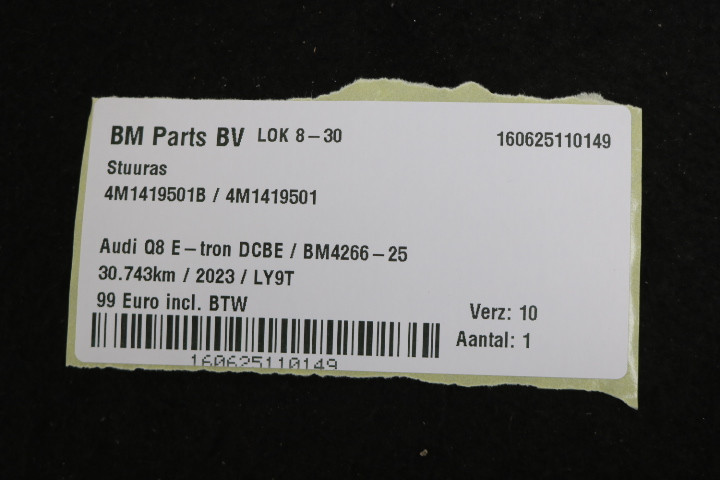 BM Parts BV LOK 8-30 160625110149
Stuuras
4M1419501B / 4M1419501
Audi Q8 E-tron DCBE / BM4266-25
30.743km / 2023 / LY9T
99 Euro incl. BTW
Verz: 10
Aantal: 1
160625110149